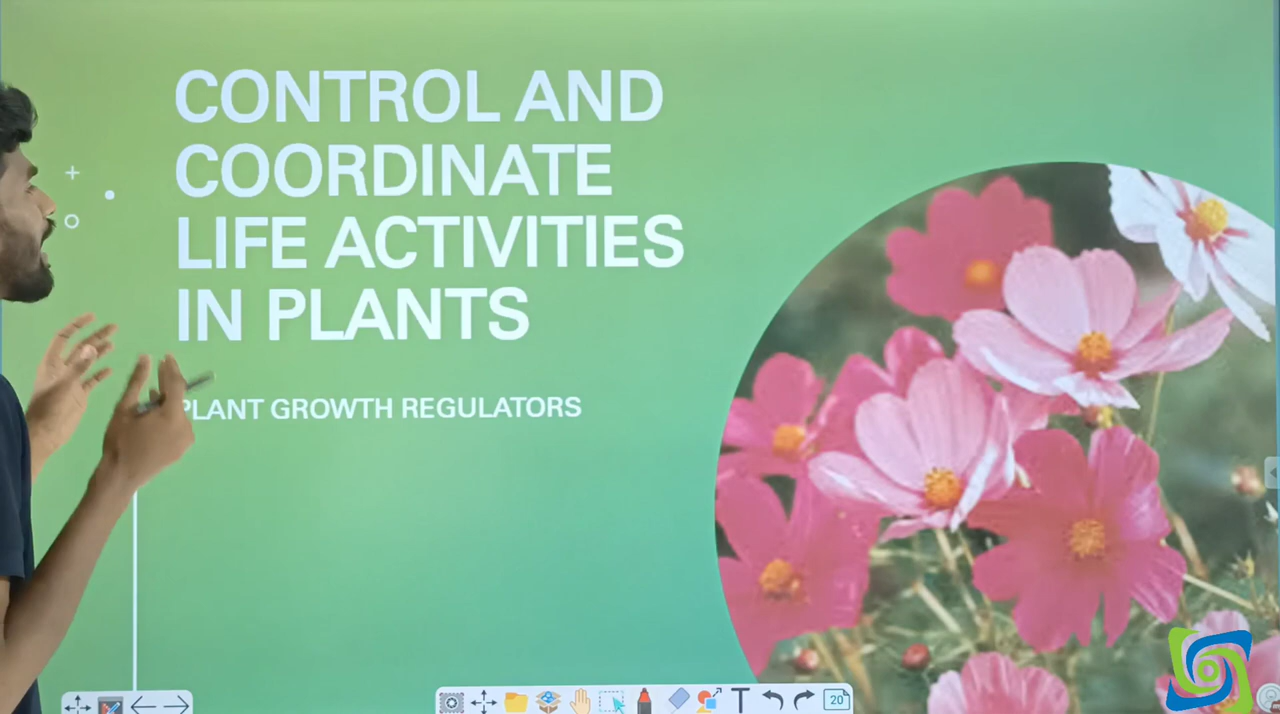 CONTROL AND
COORDINATE
LIFE ACTIVITIES
IN PLANTS
PLANT GROWTH REGULATORS
T
20